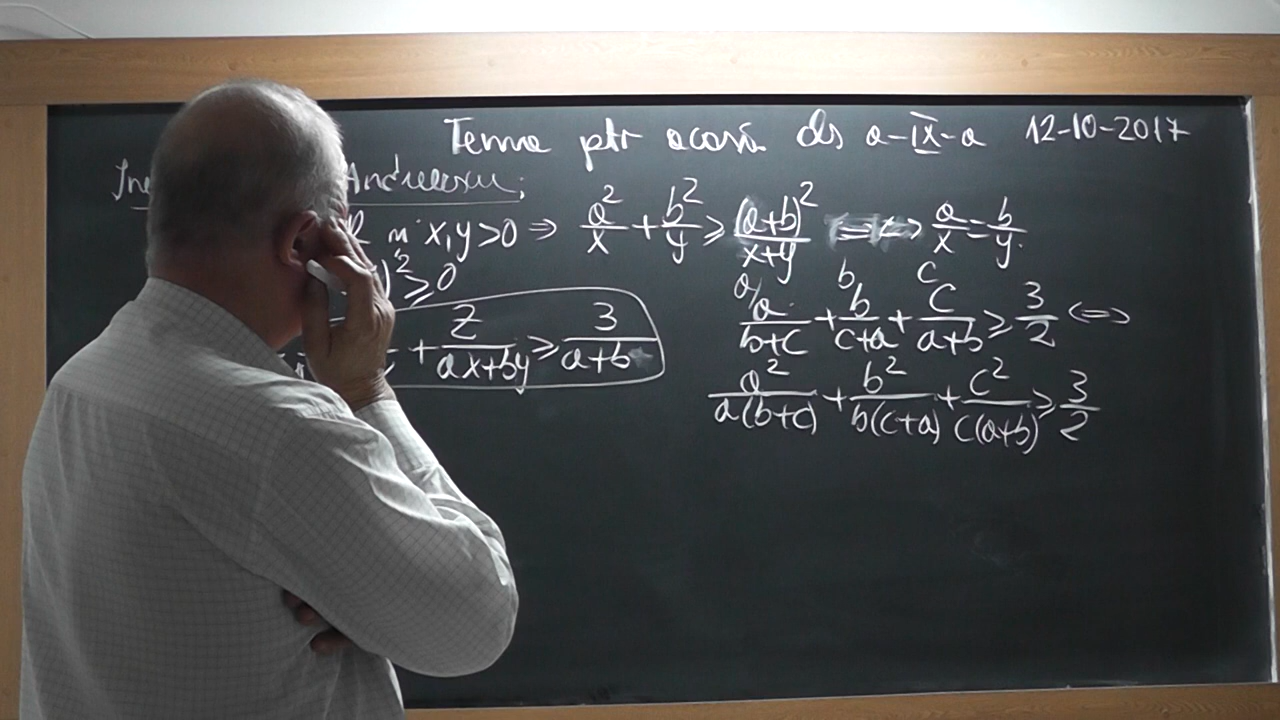 Tema ptr acasă cls a-IX-a 12-10-2017
Andreescu:
x,y>0 ⇒ a²/x + b²/y ≥ (a+b)²/(x+y) <=> a/x = b/y.
)² ≥ 0
a/ b c
a/(b+c) + b/(c+a) + c/(a+b) ≥ 3/2 <=>
+ z/(ax+by) ≥ 3/(a+b)
a²/(a(b+c)) + b²/(b(c+a)) + c²/(c(a+b)) ≥ 3/2